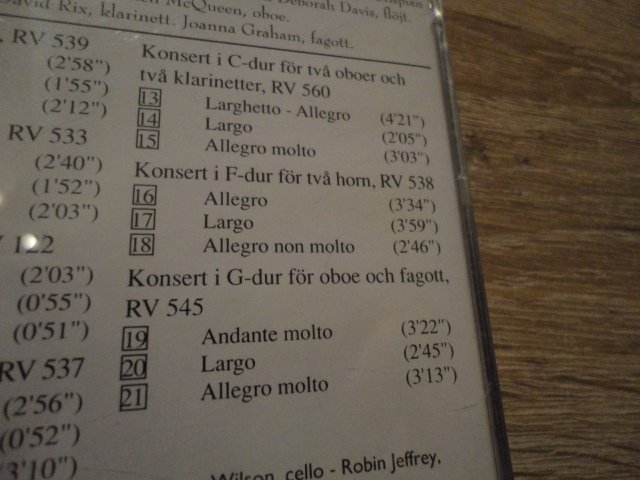 McQueen, oboe. Deborah Davis, flöjt.
David Rix, klarinett. Joanna Graham, fagott.
RV 539
(2'58")
(1'55")
(2'12")
RV 533
(2'40")
(1'52")
(2'03")
122
(2'03")
(0'55")
(0'51")
RV 537
(2'56")
(0'52")
(3'10")
Konsert i C-dur för två oboer och
två klarinetter, RV 560
13 Larghetto - Allegro (4'21")
14 Largo (2'05")
15 Allegro molto (3'03")
Konsert i F-dur för två horn, RV 538
16 Allegro (3'34")
17 Largo (3'59")
18 Allegro non molto (2'46")
Konsert i G-dur för oboe och fagott,
RV 545
19 Andante molto (3'22")
20 Largo (2'45")
21 Allegro molto (3'13")
Wilson, cello - Robin Jeffrey,